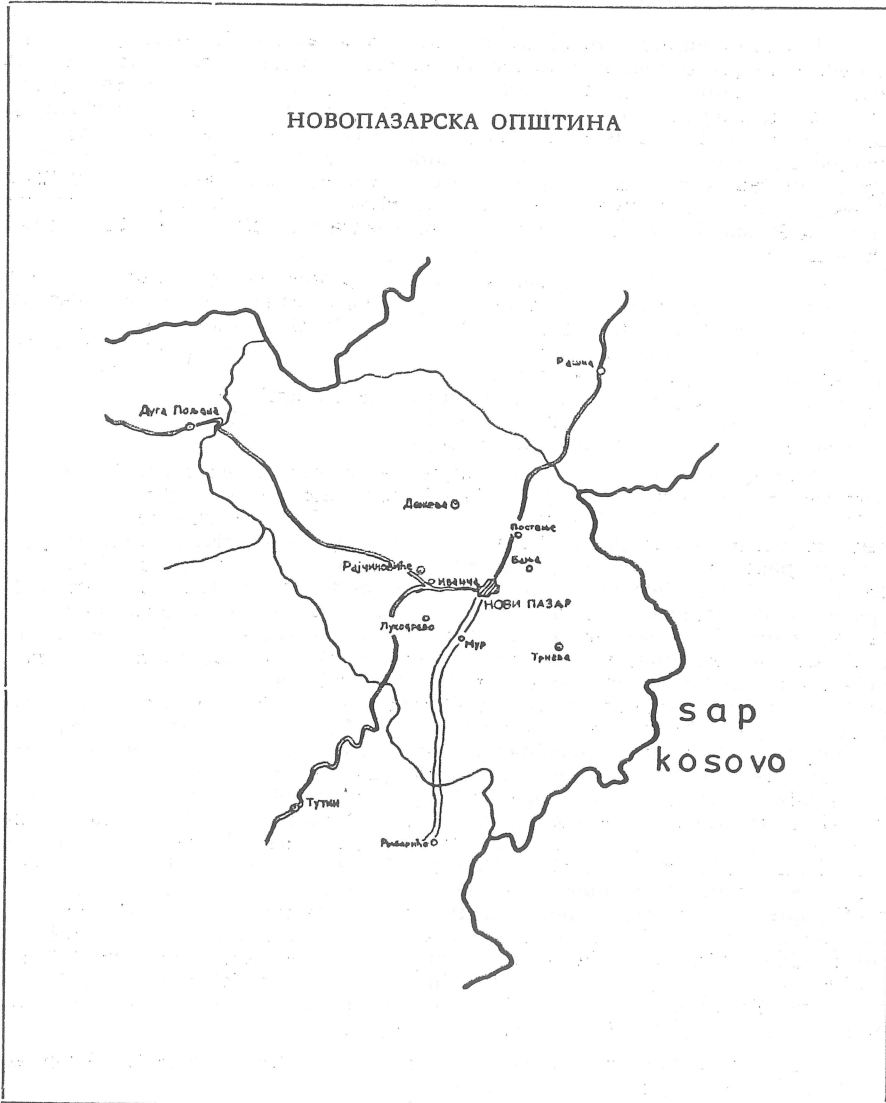 НОВОПАЗАРСКА ОПШТИНА
Рашка
Дуга Пољана
Дежева
Постење
Бања
Рајчиновиће
Иванча
НОВИ ПАЗАР
Лукоцрево
Мур
Трнава
sap
kosovo
Тутин
Рибариће